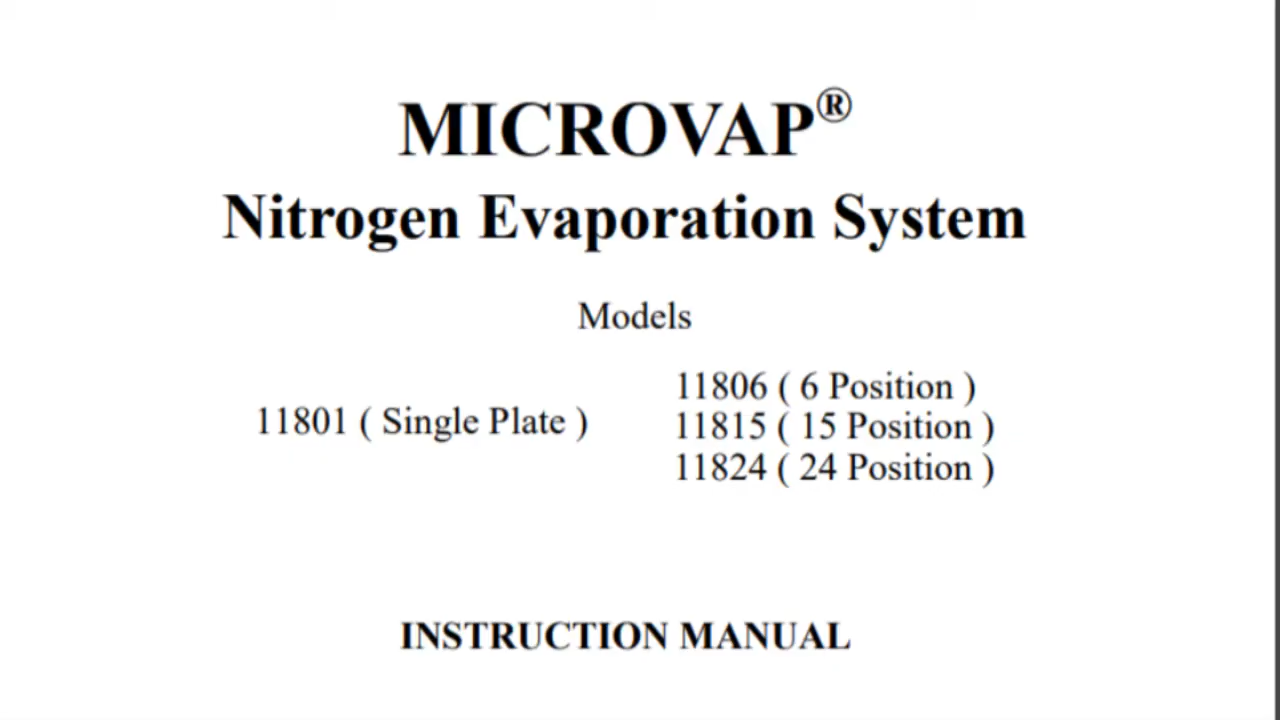 MICROVAP®
Nitrogen Evaporation System
Models
11801 ( Single Plate )
11806 ( 6 Position )
11815 ( 15 Position )
11824 ( 24 Position )
INSTRUCTION MANUAL